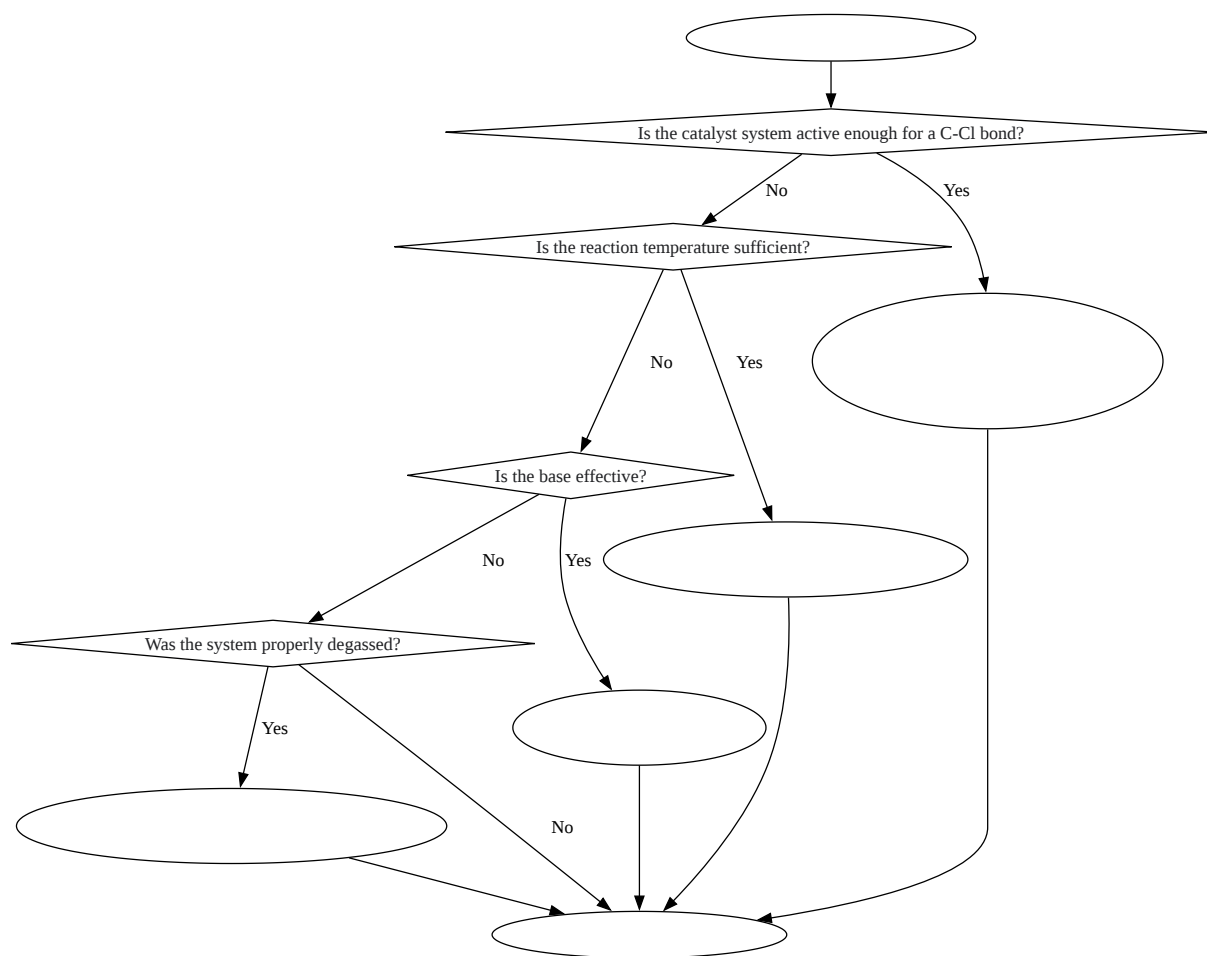 Is the catalyst system active enough for a C-Cl bond?
No
Yes
Is the reaction temperature sufficient?
No
Yes
Is the base effective?
No
Yes
Was the system properly degassed?
Yes
No